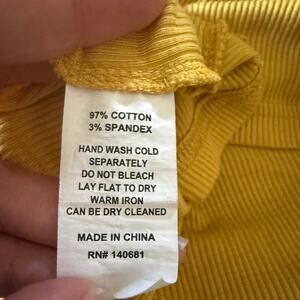 97% COTTON
3% SPANDEX
HAND WASH COLD
SEPARATELY
DO NOT BLEACH
LAY FLAT TO DRY
WARM IRON
CAN BE DRY CLEANED
MADE IN CHINA
RN# 140681